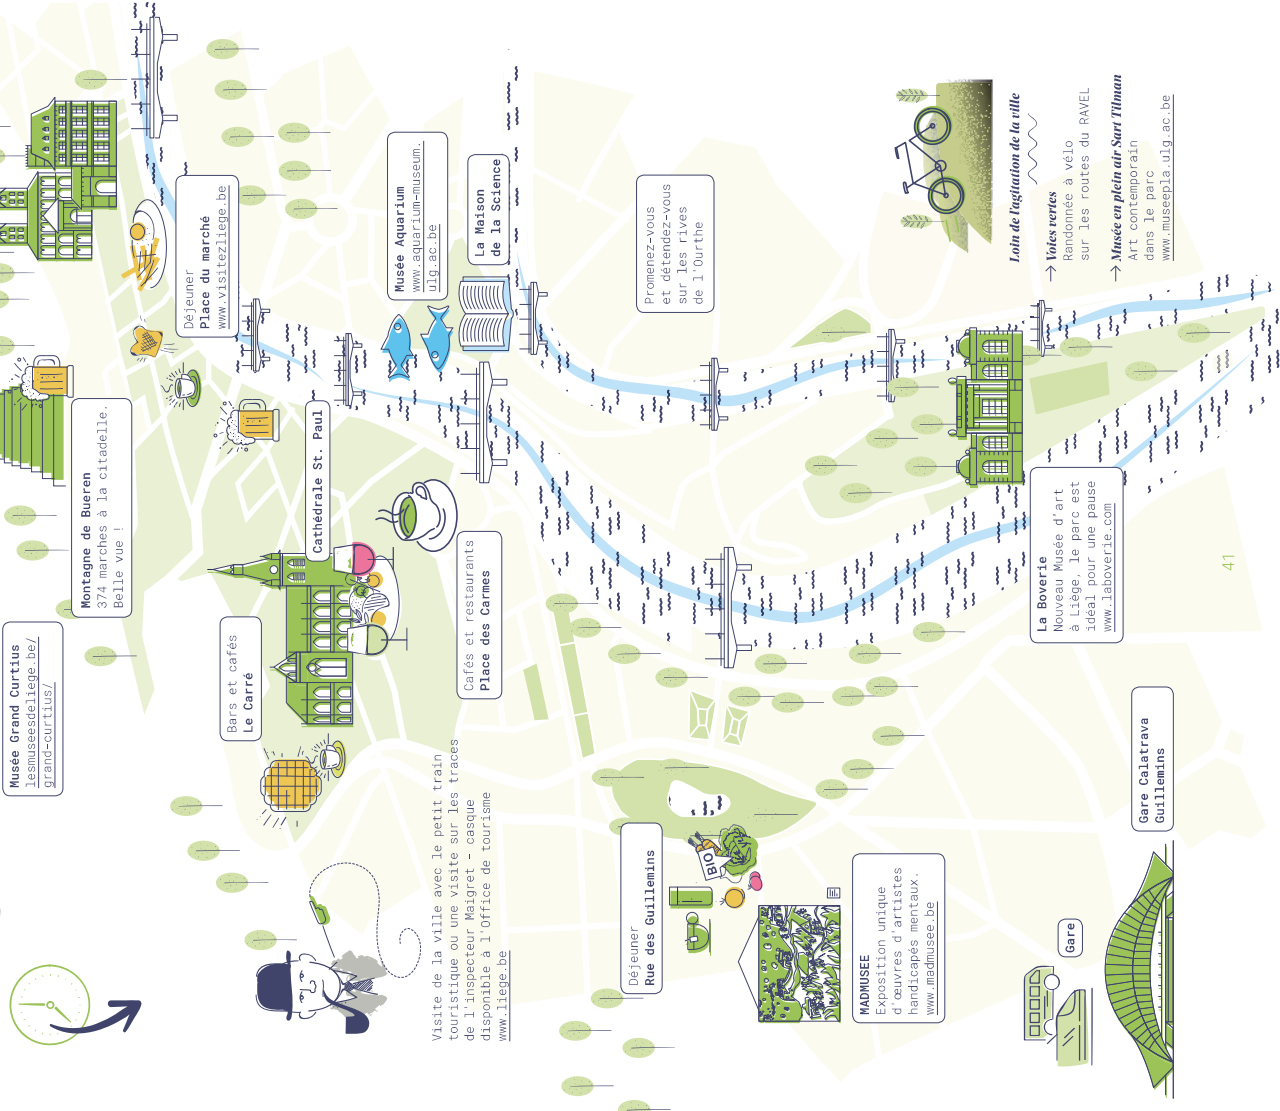 Musée Grand Curtius
lesmuseesdeliege.be/
grand-curtius/
Montagne de Bueren
374 marches à la citadelle.
Belle vue !
Déjeuner
Place du marché
www.visitezliege.be
Bars et cafés
Le Carré
Cathédrale St. Paul
Musée Aquarium
www.aquarium-museum.
ulg.ac.be
La Maison
de la Science
Cafés et restaurants
Place des Carmes
Visite de la ville avec le petit train
touristique ou une visite sur les traces
de l'inspecteur Maigret - casque
disponible à l'Office de tourisme
www.liege.be
Promenez-vous
et détendez-vous
sur les rives
de l'Ourthe
Déjeuner
Rue des Guillemins
BIO
MADMUSEE
Exposition unique
d'œuvres d'artistes
handicapés mentaux.
www.madmusee.be
Loin de l'agitation de la ville
→ Voies vertes
Randonnée à vélo
sur les routes du RAVEL
→ Musée en plein air Sart Tilman
Art contemporain
dans le parc
www.museepla.ulg.ac.be
La Boverie
Nouveau Musée d'art
à Liége, le parc est
idéal pour une pause
www.laboverie.com
Gare
Gare Calatrava
Guillemins
41